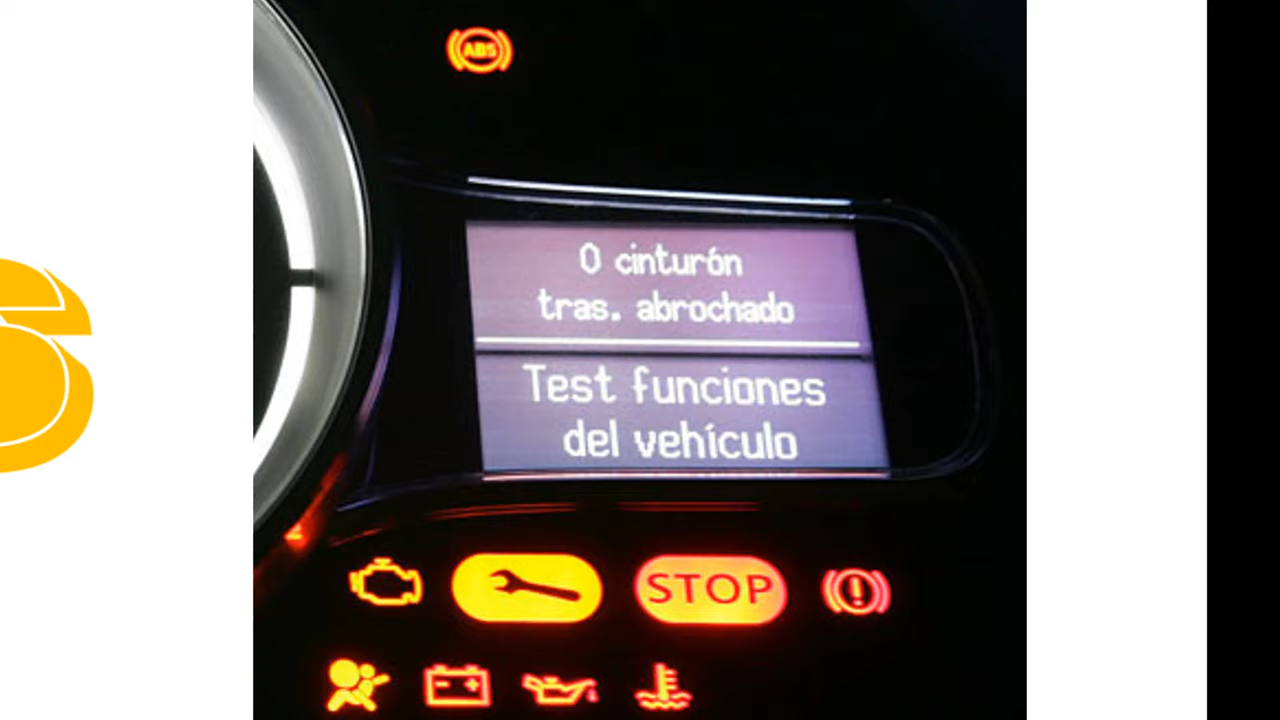 ABS
0 cinturón
tras. abrochado
Test funciones
del vehículo
STOP